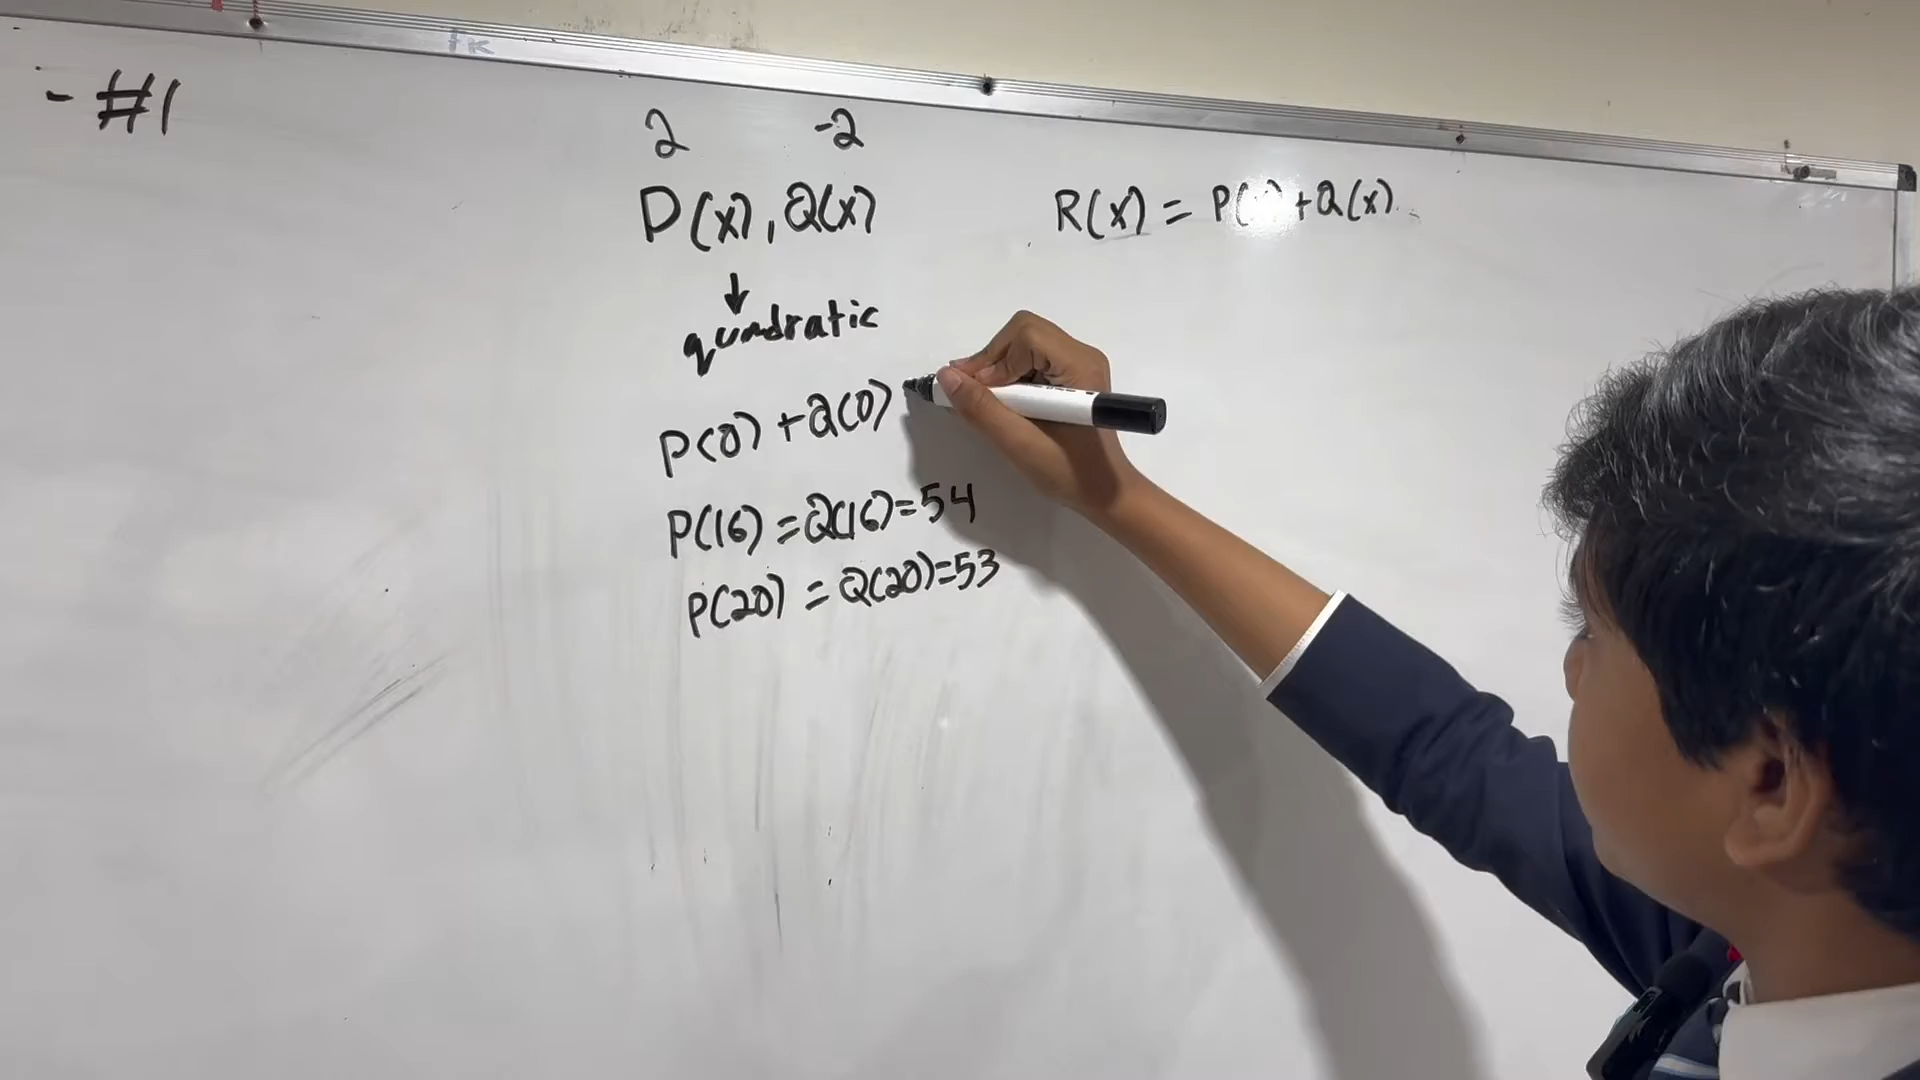 - #1
2 -2
P(x), Q(x)
R(x) = P( )+Q(x)
↓
quadratic
P(0) + Q(0)
P(16) = Q(16)=54
P(20) = Q(20)=53